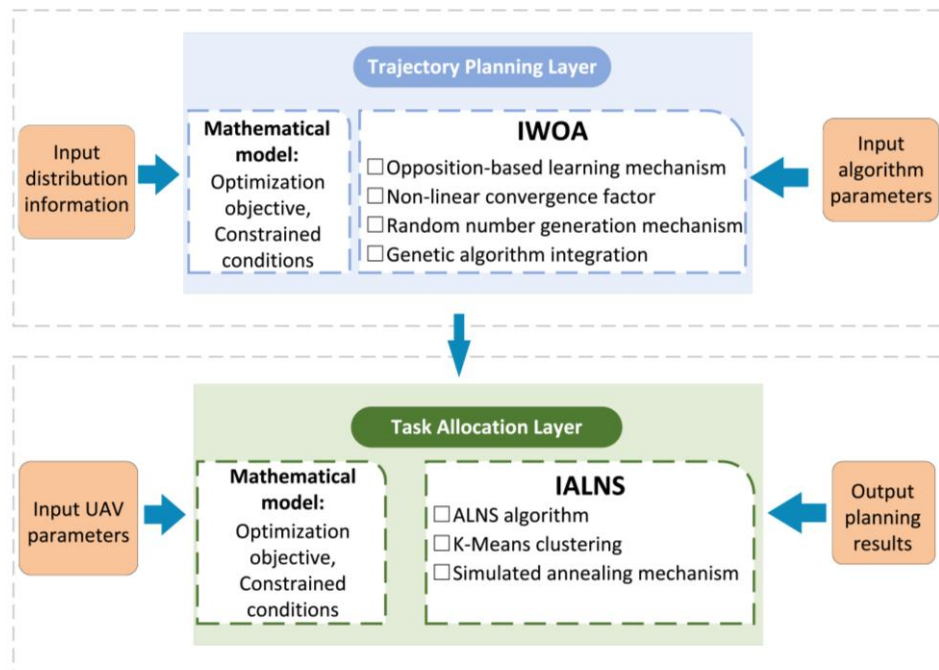 Trajectory Planning Layer
Input
distribution
information
Mathematical
model:
Optimization
objective,
Constrained
conditions
IWOA
☐ Opposition-based learning mechanism
☐ Non-linear convergence factor
☐ Random number generation mechanism
☐ Genetic algorithm integration
Input
algorithm
parameters
Task Allocation Layer
Input UAV
parameters
Mathematical
model:
Optimization
objective,
Constrained
conditions
IALNS
☐ ALNS algorithm
☐ K-Means clustering
☐ Simulated annealing mechanism
Output
planning
results